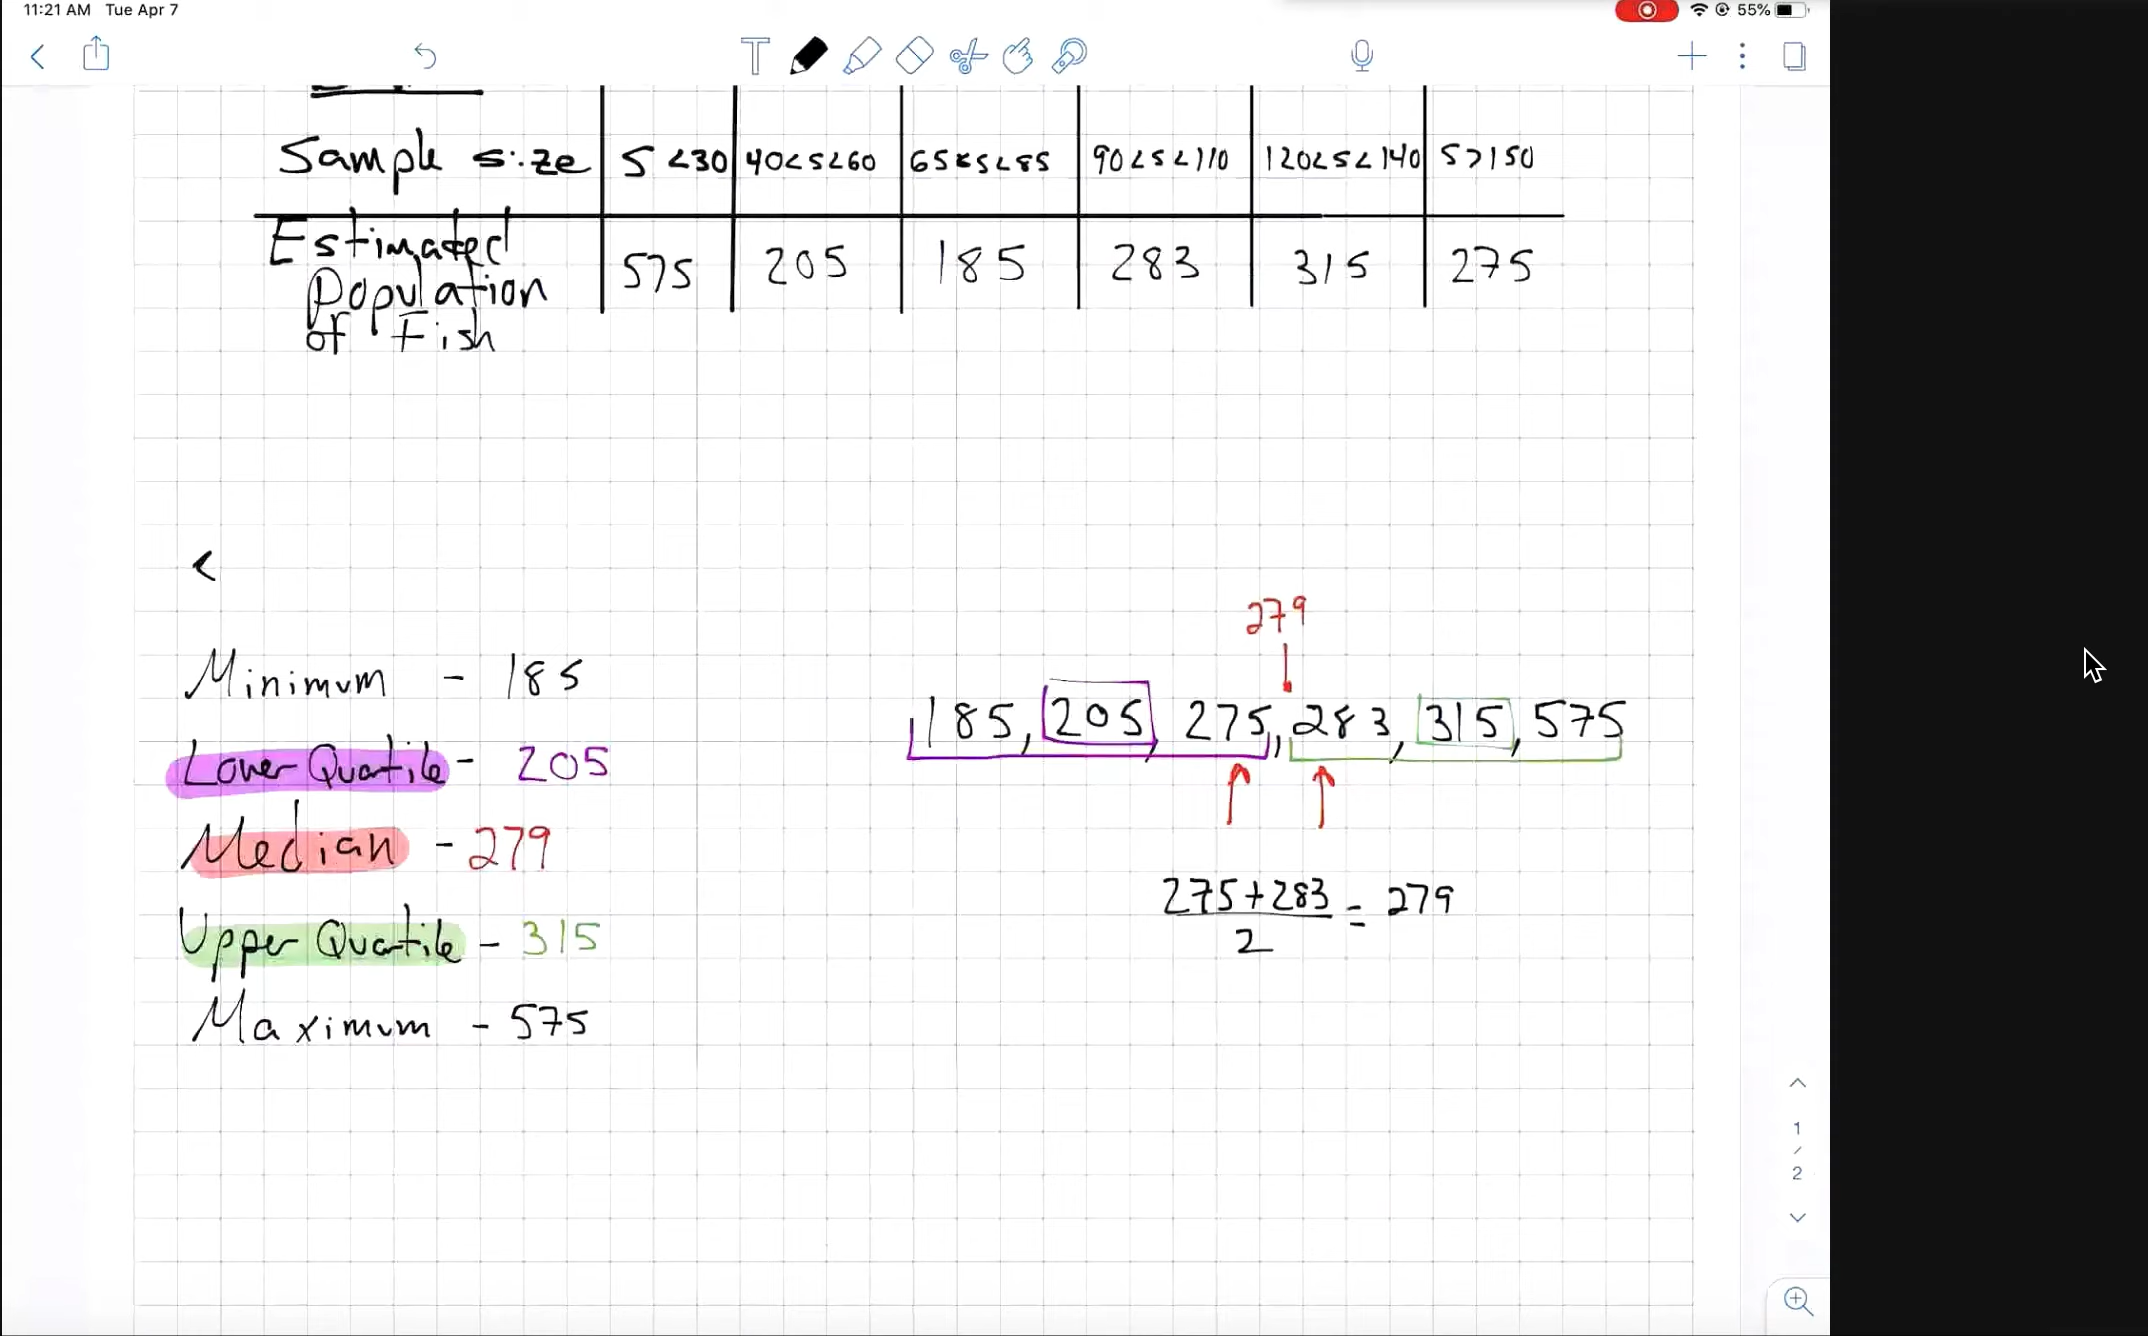 11:21 AM Tue Apr 7 55%
T
Sample size S<30 40<S<60 65<S<85 90<S<110 120<S<140 S>150
Estimated 575 205 185 283 315 275
Population
of Fish
<
279
Minimum - 185
185, 205, 275, 283, 315, 575
Lower Quartile - 205
Median - 279
275+283
2
= 279
Upper Quartile - 315
Maximum - 575
1
/
2